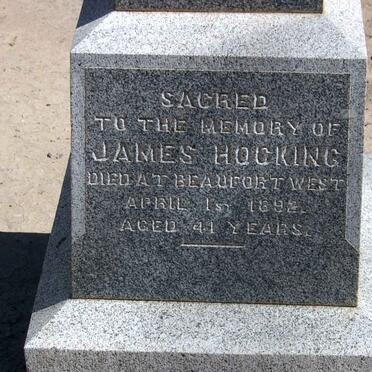 SACRED
TO THE MEMORY OF
JAMES HOCKING
DIED AT BEAUFORT WEST
APRIL 1ST 1892.
AGED 41 YEARS.